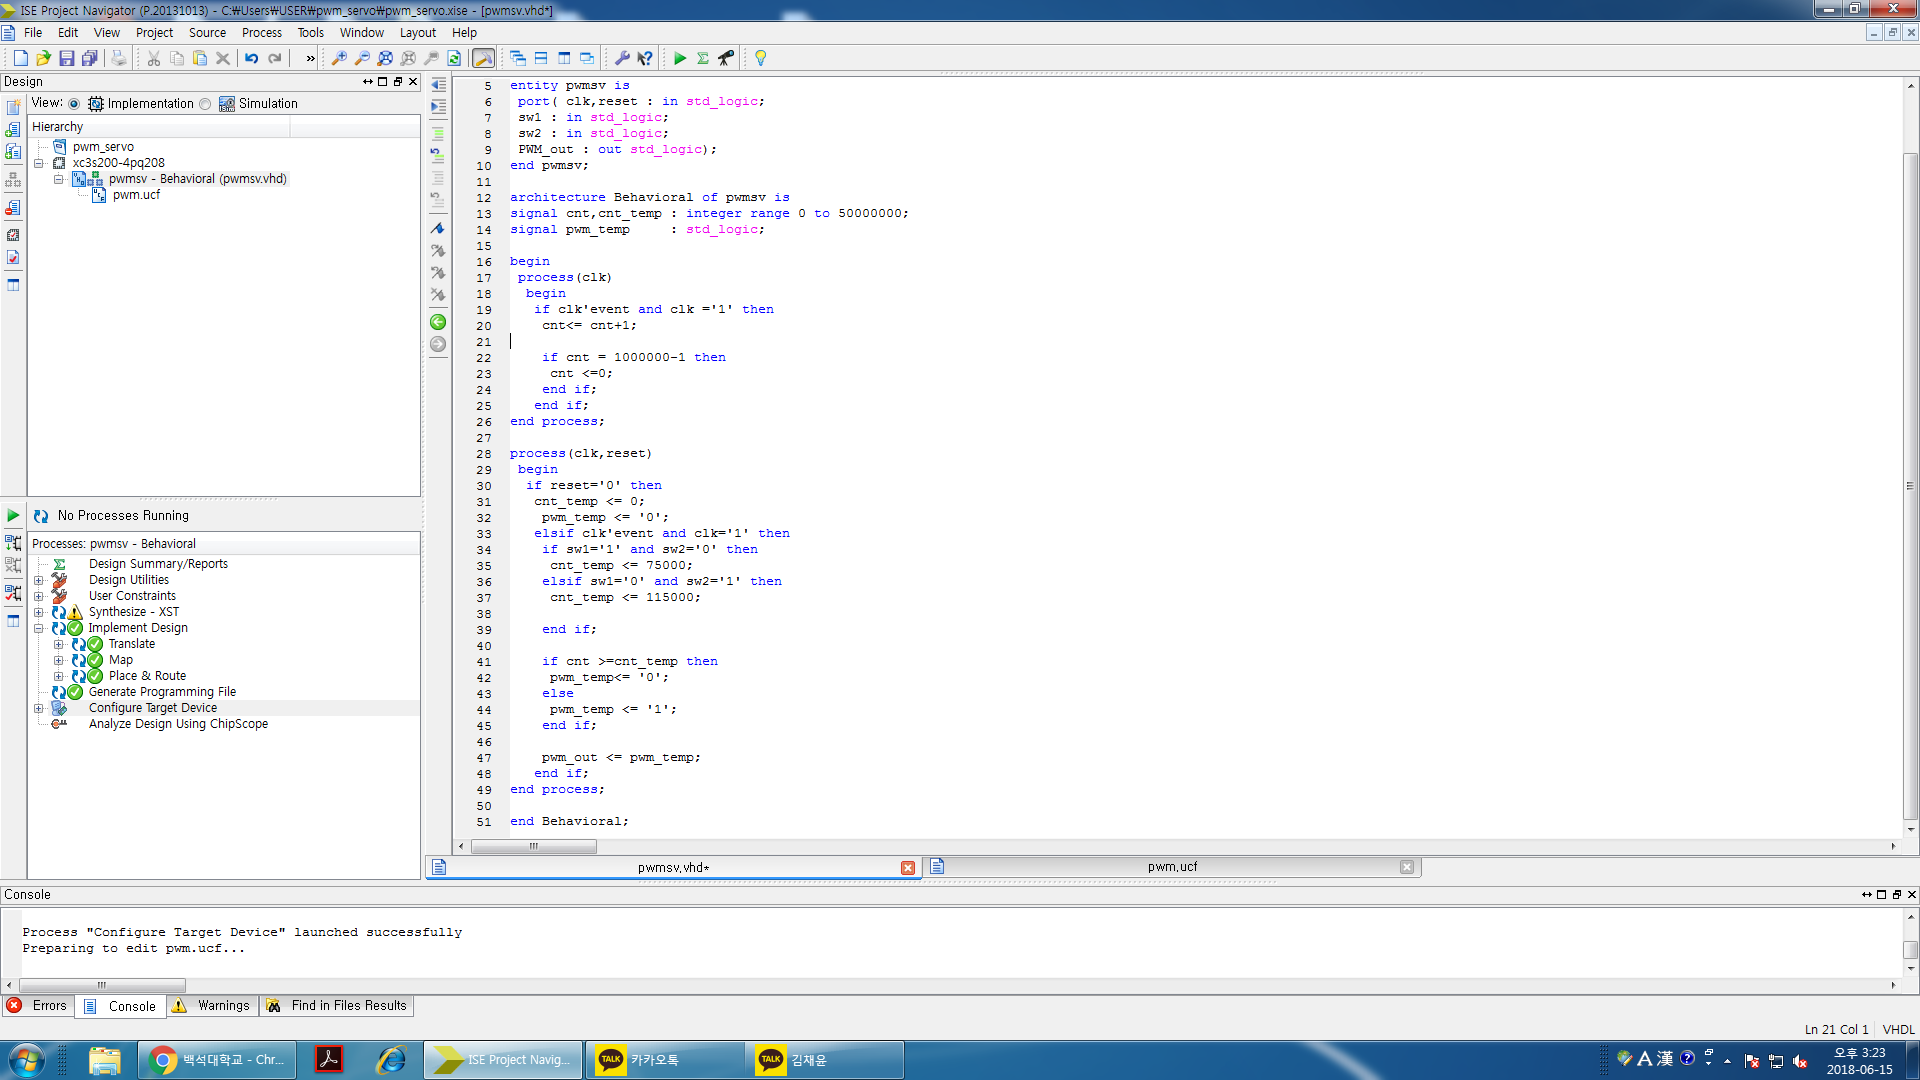 ISE Project Navigator (P.20131013) - C:₩Users₩USER₩pwm_servo₩pwm_servo.xise - [pwmsv.vhd*]
File Edit View Project Source Process Tools Window Layout Help
Design
View: Implementation Simulation
Hierarchy
pwm_servo
xc3s200-4pq208
pwmsv - Behavioral (pwmsv.vhd)
pwm.ucf
No Processes Running
Processes: pwmsv - Behavioral
Design Summary/Reports
Design Utilities
User Constraints
Synthesize - XST
Implement Design
Translate
Map
Place & Route
Generate Programming File
Configure Target Device
Analyze Design Using ChipScope
5 entity pwmsv is
6 port( clk,reset : in std_logic;
7 sw1 : in std_logic;
8 sw2 : in std_logic;
9 PWM_out : out std_logic);
10 end pwmsv;
11
12 architecture Behavioral of pwmsv is
13 signal cnt,cnt_temp : integer range 0 to 50000000;
14 signal pwm_temp : std_logic;
15
16 begin
17 process(clk)
18 begin
19 if clk'event and clk ='1' then
20 cnt<= cnt+1;
21
22 if cnt = 1000000-1 then
23 cnt <=0;
24 end if;
25 end if;
26 end process;
27
28 process(clk,reset)
29 begin
30 if reset='0' then
31 cnt_temp <= 0;
32 pwm_temp <= '0';
33 elsif clk'event and clk='1' then
34 if sw1='1' and sw2='0' then
35 cnt_temp <= 75000;
36 elsif sw1='0' and sw2='1' then
37 cnt_temp <= 115000;
38
39 end if;
40
41 if cnt >=cnt_temp then
42 pwm_temp<= '0';
43 else
44 pwm_temp <= '1';
45 end if;
46
47 pwm_out <= pwm_temp;
48 end if;
49 end process;
50
51 end Behavioral;
pwmsv.vhd*
pwm.ucf
Console
Process "Configure Target Device" launched successfully
Preparing to edit pwm.ucf...
Errors Console Warnings Find in Files Results
Ln 21 Col 1 VHDL
백석대학교 - Chr...
ISE Project Navig...
TALK 카카오톡
TALK 김채윤
A 漢
오후 3:23
2018-06-15